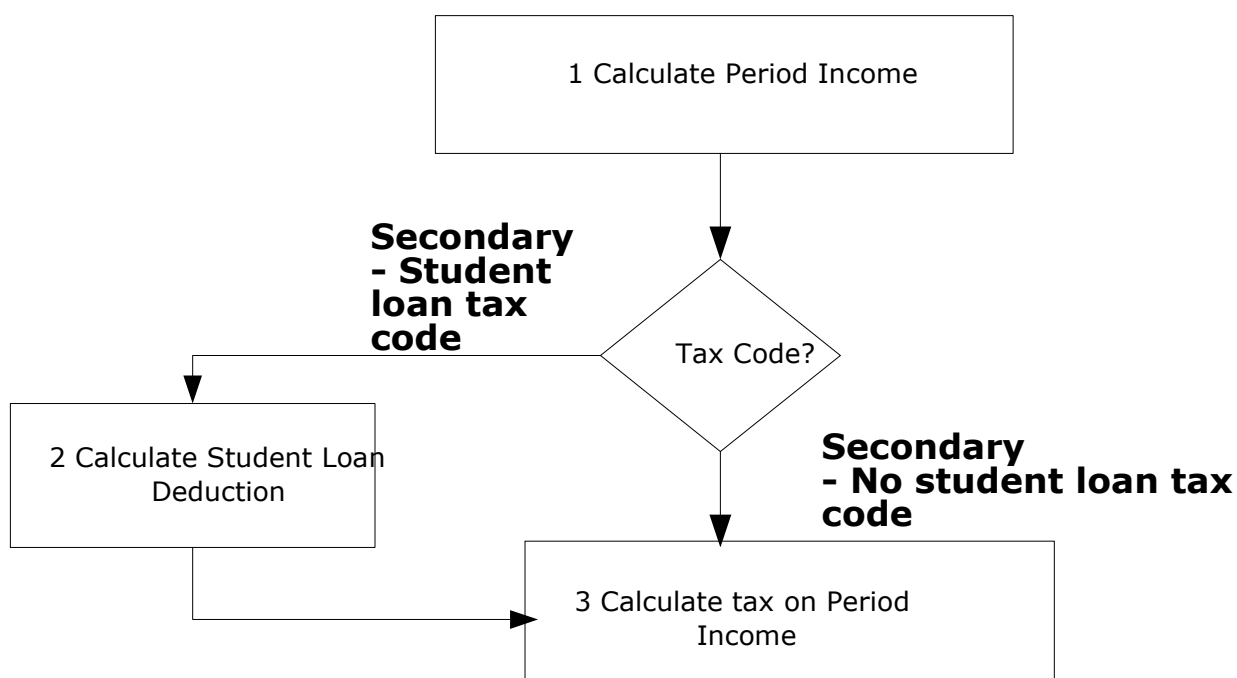 1 Calculate Period Income
Secondary
- Student
loan tax
code
Tax Code?
2 Calculate Student Loan
Deduction
Secondary
- No student loan tax
code
3 Calculate tax on Period
Income